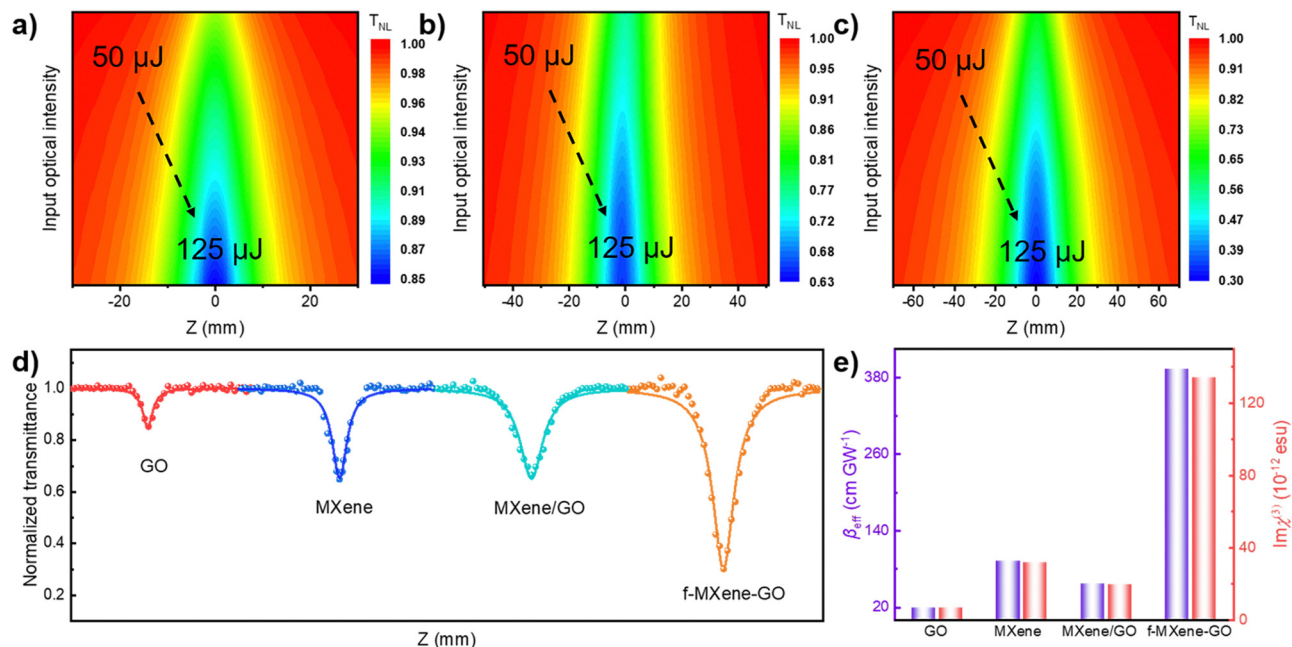 a)
T_NL
50 µJ
125 µJ
Input optical intensity
1.00
0.98
0.96
0.94
0.93
0.91
0.89
0.87
0.85
-20
0
20
Z (mm)
b)
T_NL
50 µJ
125 µJ
Input optical intensity
1.00
0.95
0.91
0.86
0.81
0.77
0.72
0.68
0.63
-40
-20
0
20
40
Z (mm)
c)
T_NL
50 µJ
125 µJ
Input optical intensity
1.00
0.91
0.82
0.73
0.65
0.56
0.47
0.39
0.30
-60
-40
-20
0
20
40
60
Z (mm)
d)
Normalized transmittance
1.0
0.8
0.6
0.4
0.2
GO
MXene
MXene/GO
f-MXene-GO
Z (mm)
e)
β_eff (cm GW⁻¹)
380
260
140
20
GO
MXene
MXene/GO
f-MXene-GO
120
80
40
0
Imχ⁽³⁾ (10⁻¹² esu)